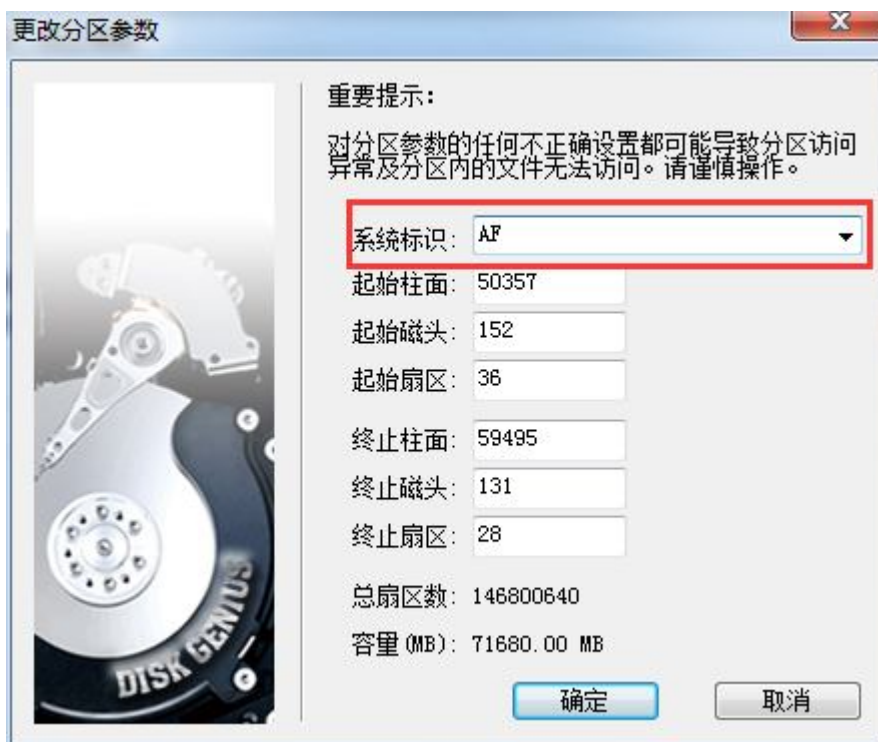 更改分区参数
重要提示:
对分区参数的任何不正确设置都可能导致分区访问
异常及分区内的文件无法访问。请谨慎操作。
系统标识: AF
起始柱面: 50357
起始磁头: 152
起始扇区: 36
终止柱面: 59495
终止磁头: 131
终止扇区: 28
总扇区数: 146800640
容量(MB): 71680.00 MB
DISK GENIUS
确定 取消